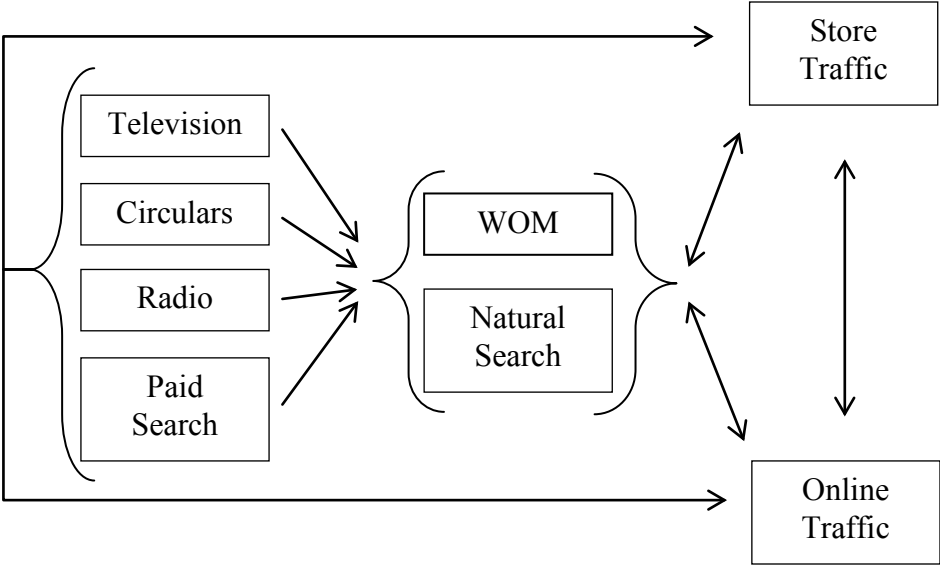 Store
Traffic
Television
Circulars
Radio
Paid
Search
WOM
Natural
Search
Online
Traffic